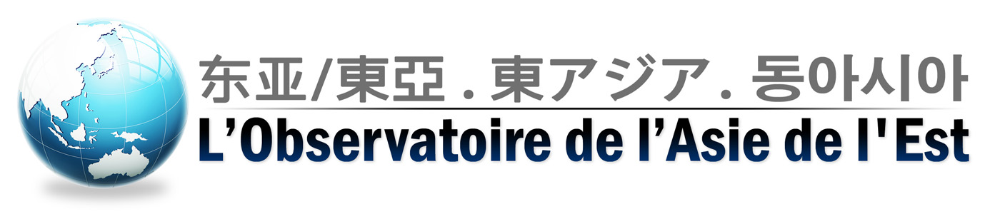 东亚/東亞 . 東アジア . 동아시아
L’Observatoire de l’Asie de l'Est